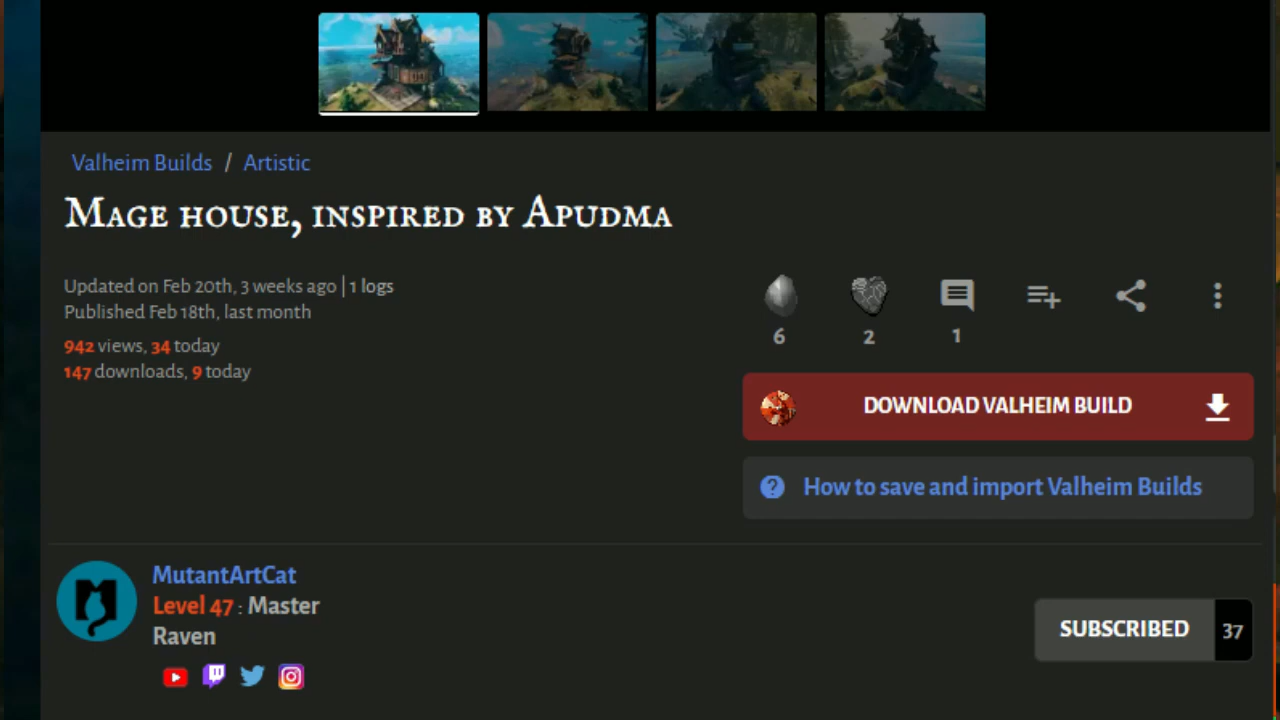 Valheim Builds / Artistic
Mage house, inspired by Apudma
Updated on Feb 20th, 3 weeks ago | 1 logs
Published Feb 18th, last month
942 views, 34 today
147 downloads, 9 today
6 2 1
DOWNLOAD VALHEIM BUILD
? How to save and import Valheim Builds
MutantArtCat
Level 47 : Master
Raven
SUBSCRIBED 37